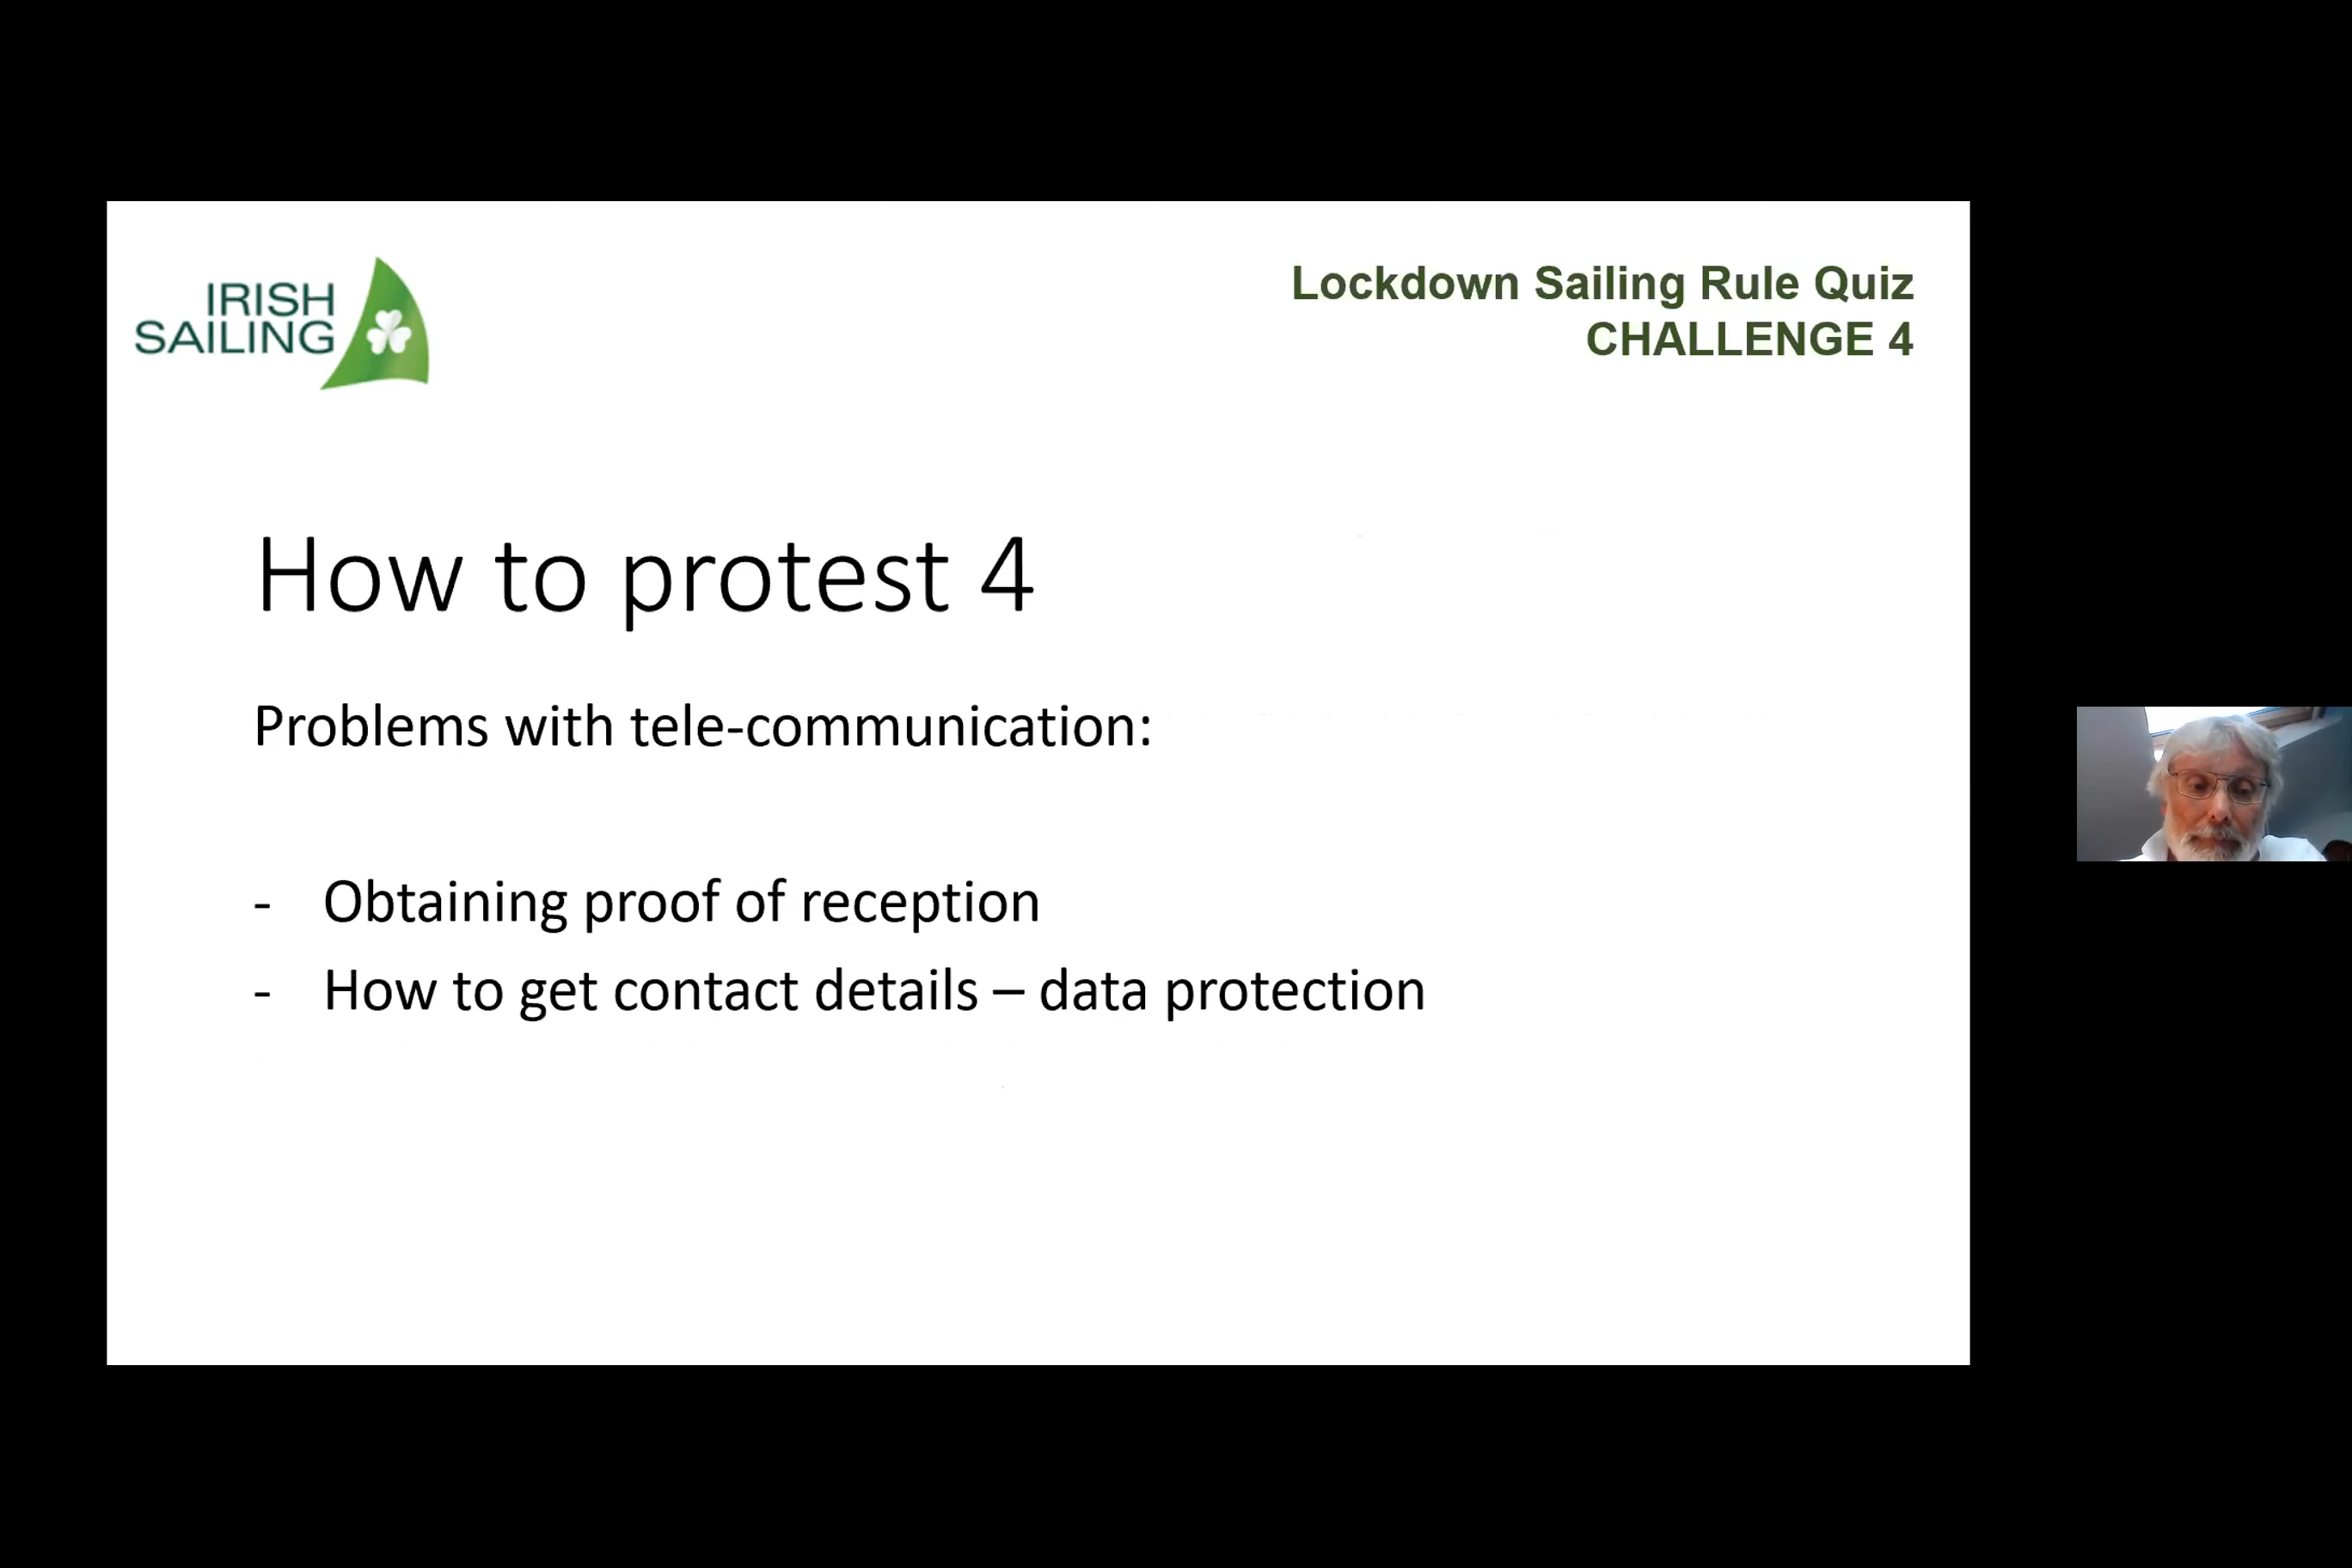 IRISH
SAILING
Lockdown Sailing Rule Quiz
CHALLENGE 4
How to protest 4
Problems with tele-communication:
- Obtaining proof of reception
- How to get contact details – data protection